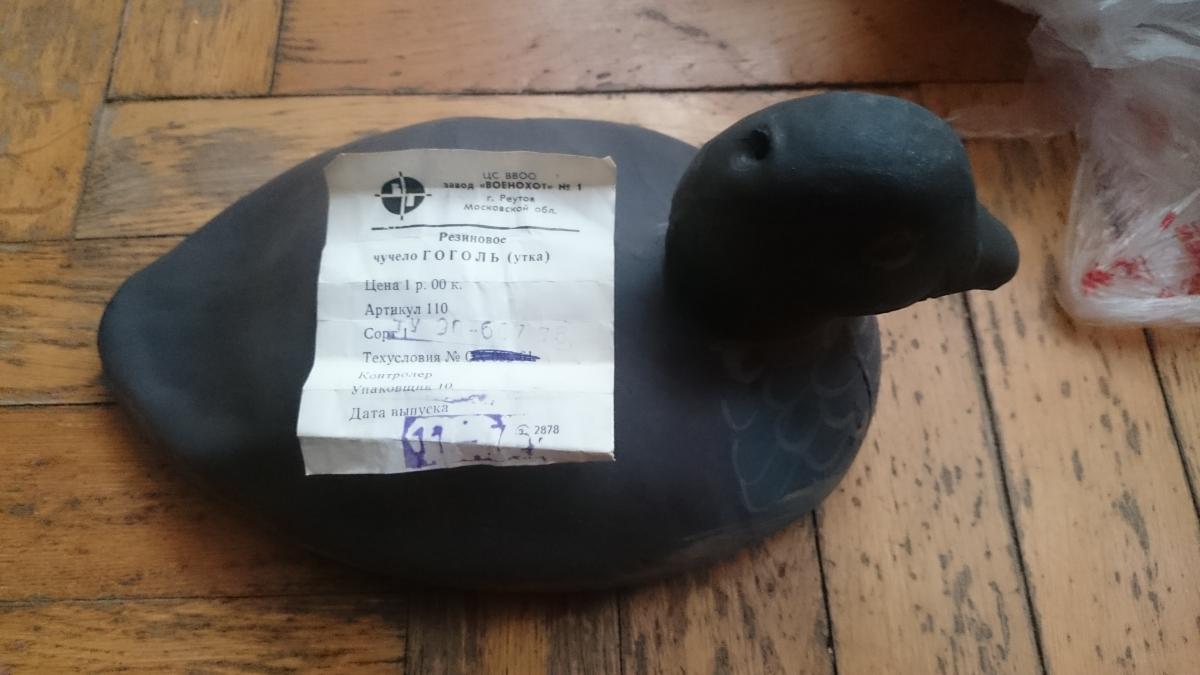 ЦС ВВОО
завод «ВОЕНОХОТ» № 1
г. Реутов
Московской обл.
Резиновое
чучело ГОГОЛЬ (утка)
Цена 1 р. 00 к.
Артикул 110
Сорт
Техусловия №
Контролер
Упаковщик 10
Дата выпуска
2878